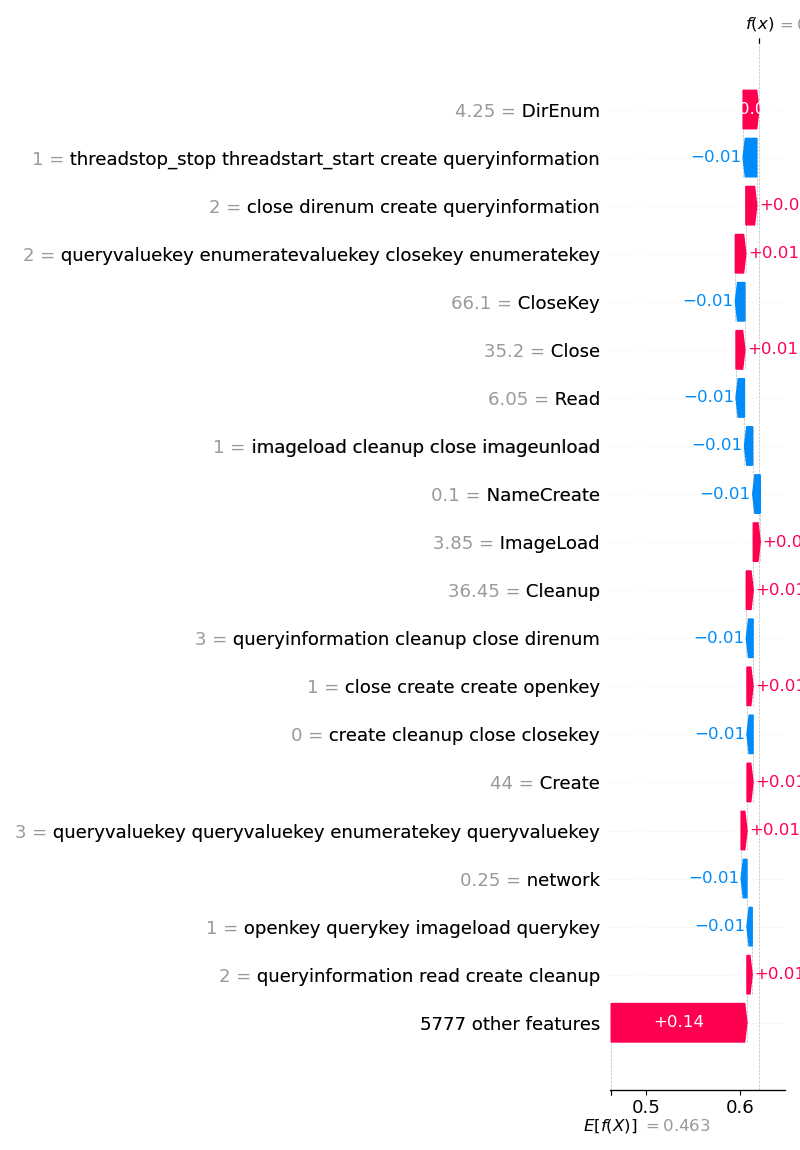 f(x) = 0
4.25 = DirEnum
1 = threadstop_stop threadstart_start create queryinformation −0.01
2 = close direnum create queryinformation +0.0
2 = queryvaluekey enumeratevaluekey closekey enumeratekey +0.01
66.1 = CloseKey −0.01
35.2 = Close +0.01
6.05 = Read −0.01
1 = imageload cleanup close imageunload −0.01
0.1 = NameCreate −0.01
3.85 = ImageLoad +0.0
36.45 = Cleanup +0.01
3 = queryinformation cleanup close direnum −0.01
1 = close create create openkey +0.01
0 = create cleanup close closekey −0.01
44 = Create +0.01
3 = queryvaluekey queryvaluekey enumeratekey queryvaluekey +0.01
0.25 = network −0.01
1 = openkey querykey imageload querykey −0.01
2 = queryinformation read create cleanup +0.01
5777 other features +0.14
0.5 0.6
E[f(X)] = 0.463